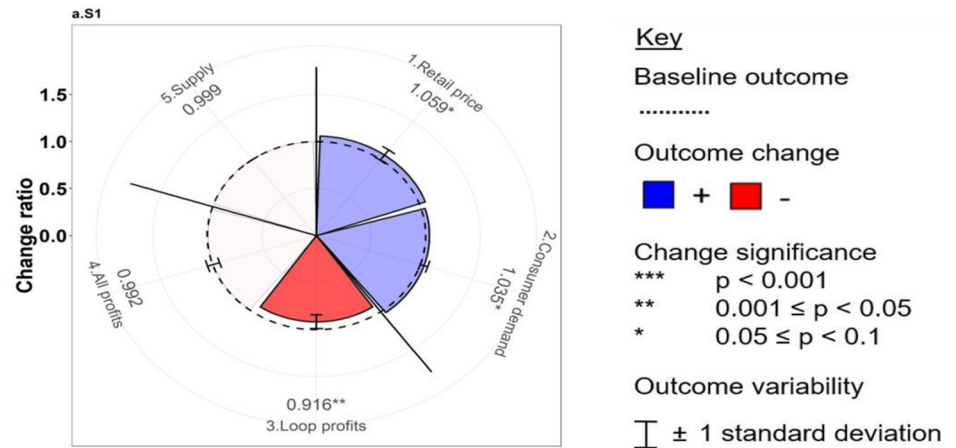 a.S1
Change ratio
1.5
1.0
0.5
0.0
1.Retail price
1.059*
2.Consumer demand
1.035*
0.916**
3.Loop profits
4.All profits
0.992
5.Supply
0.999
Key
Baseline outcome
Outcome change
+ -
Change significance
*** p < 0.001
** 0.001 ≤ p < 0.05
* 0.05 ≤ p < 0.1
Outcome variability
± 1 standard deviation